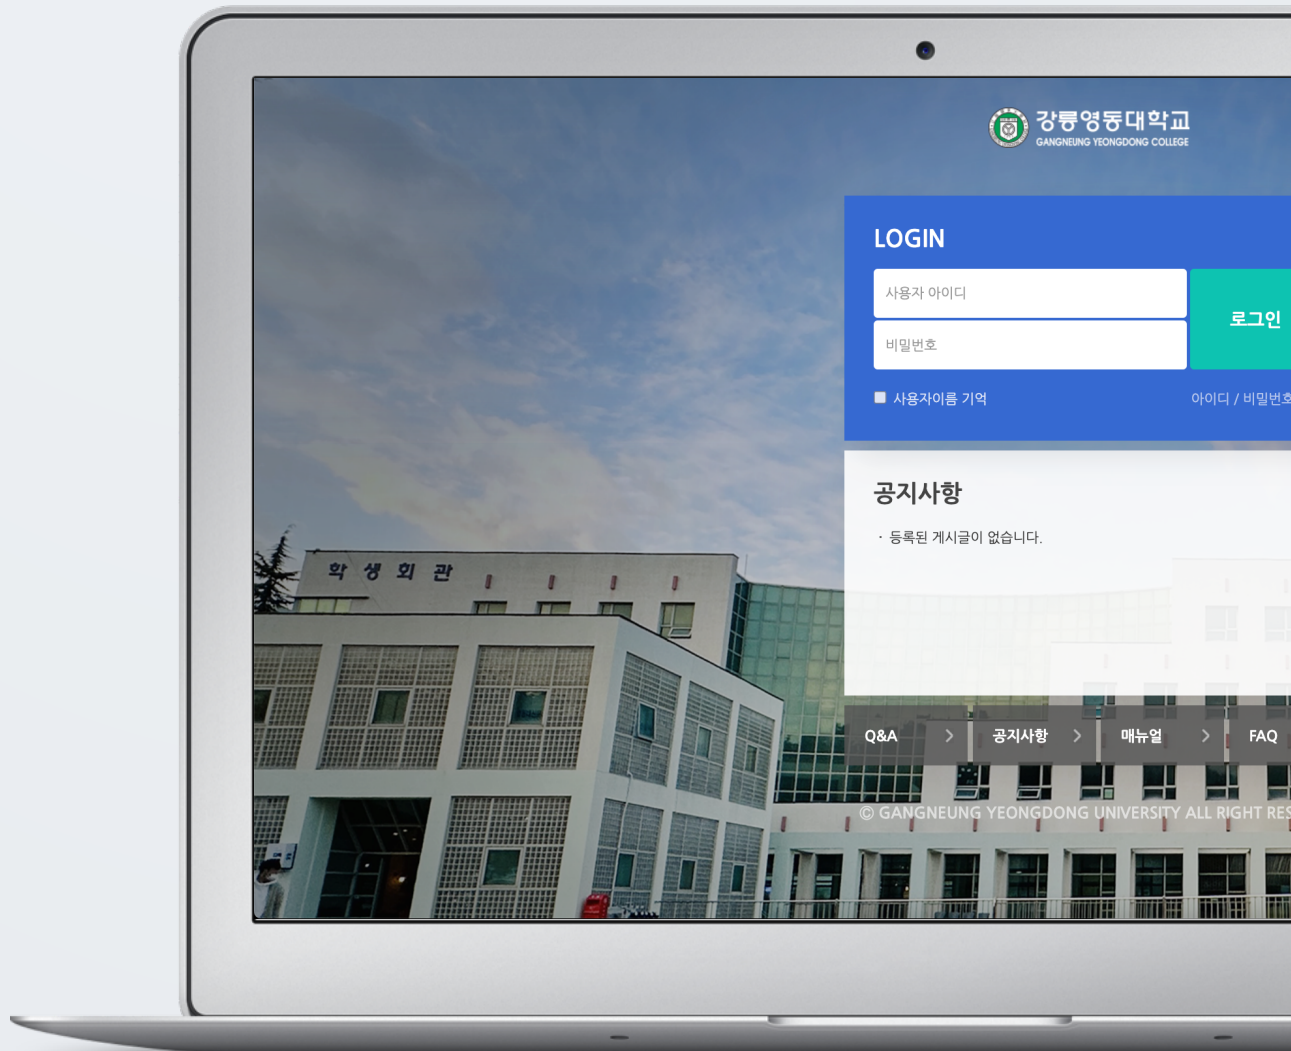 강릉영동대학교
GANGNEUNG YEONGDONG COLLEGE
LOGIN
사용자 아이디
비밀번호
로그인
사용자이름 기억
아이디 / 비밀번호
공지사항
· 등록된 게시글이 없습니다.
학생회관
Q&A
공지사항
매뉴얼
FAQ
© GANGNEUNG YEONGDONG UNIVERSITY ALL RIGHT RES